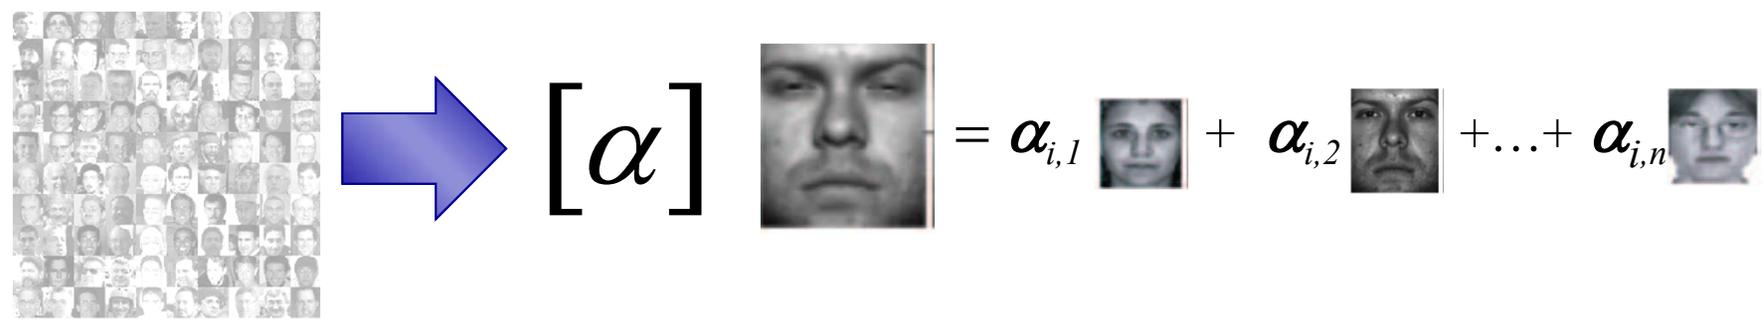 [α] = α_{i,1} + α_{i,2} +...+ α_{i,n}